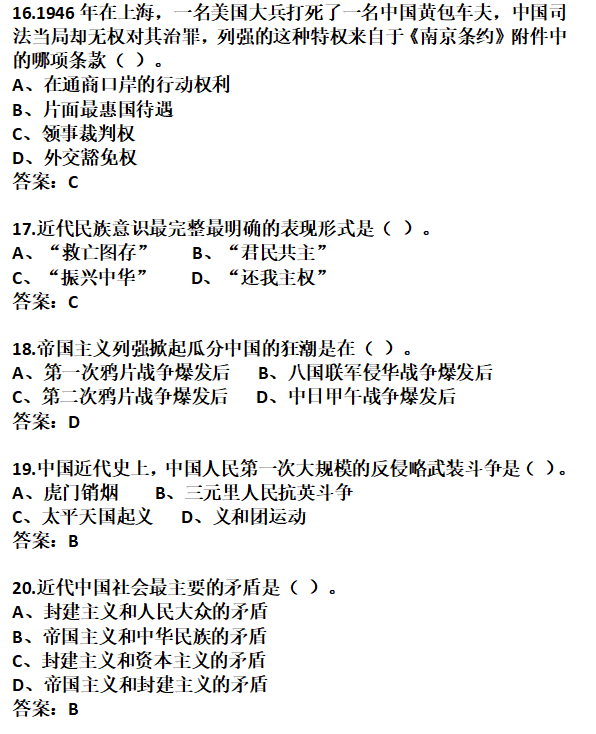 16.1946 年在上海，一名美国大兵打死了一名中国黄包车夫，中国司
法当局却无权对其治罪，列强的这种特权来自于《南京条约》附件中
的哪项条款（ ）。
A、在通商口岸的行动权利
B、片面最惠国待遇
C、领事裁判权
D、外交豁免权
答案：C
17.近代民族意识最完整最明确的表现形式是（ ）。
A、“救亡图存” B、“君民共主”
C、“振兴中华” D、“还我主权”
答案：C
18.帝国主义列强掀起瓜分中国的狂潮是在（ ）。
A、第一次鸦片战争爆发后 B、八国联军侵华战争爆发后
C、第二次鸦片战争爆发后 D、中日甲午战争爆发后
答案：D
19.中国近代史上，中国人民第一次大规模的反侵略武装斗争是（ ）。
A、虎门销烟 B、三元里人民抗英斗争
C、太平天国起义 D、义和团运动
答案：B
20.近代中国社会最主要的矛盾是（ ）。
A、封建主义和人民大众的矛盾
B、帝国主义和中华民族的矛盾
C、封建主义和资本主义的矛盾
D、帝国主义和封建主义的矛盾
答案：B